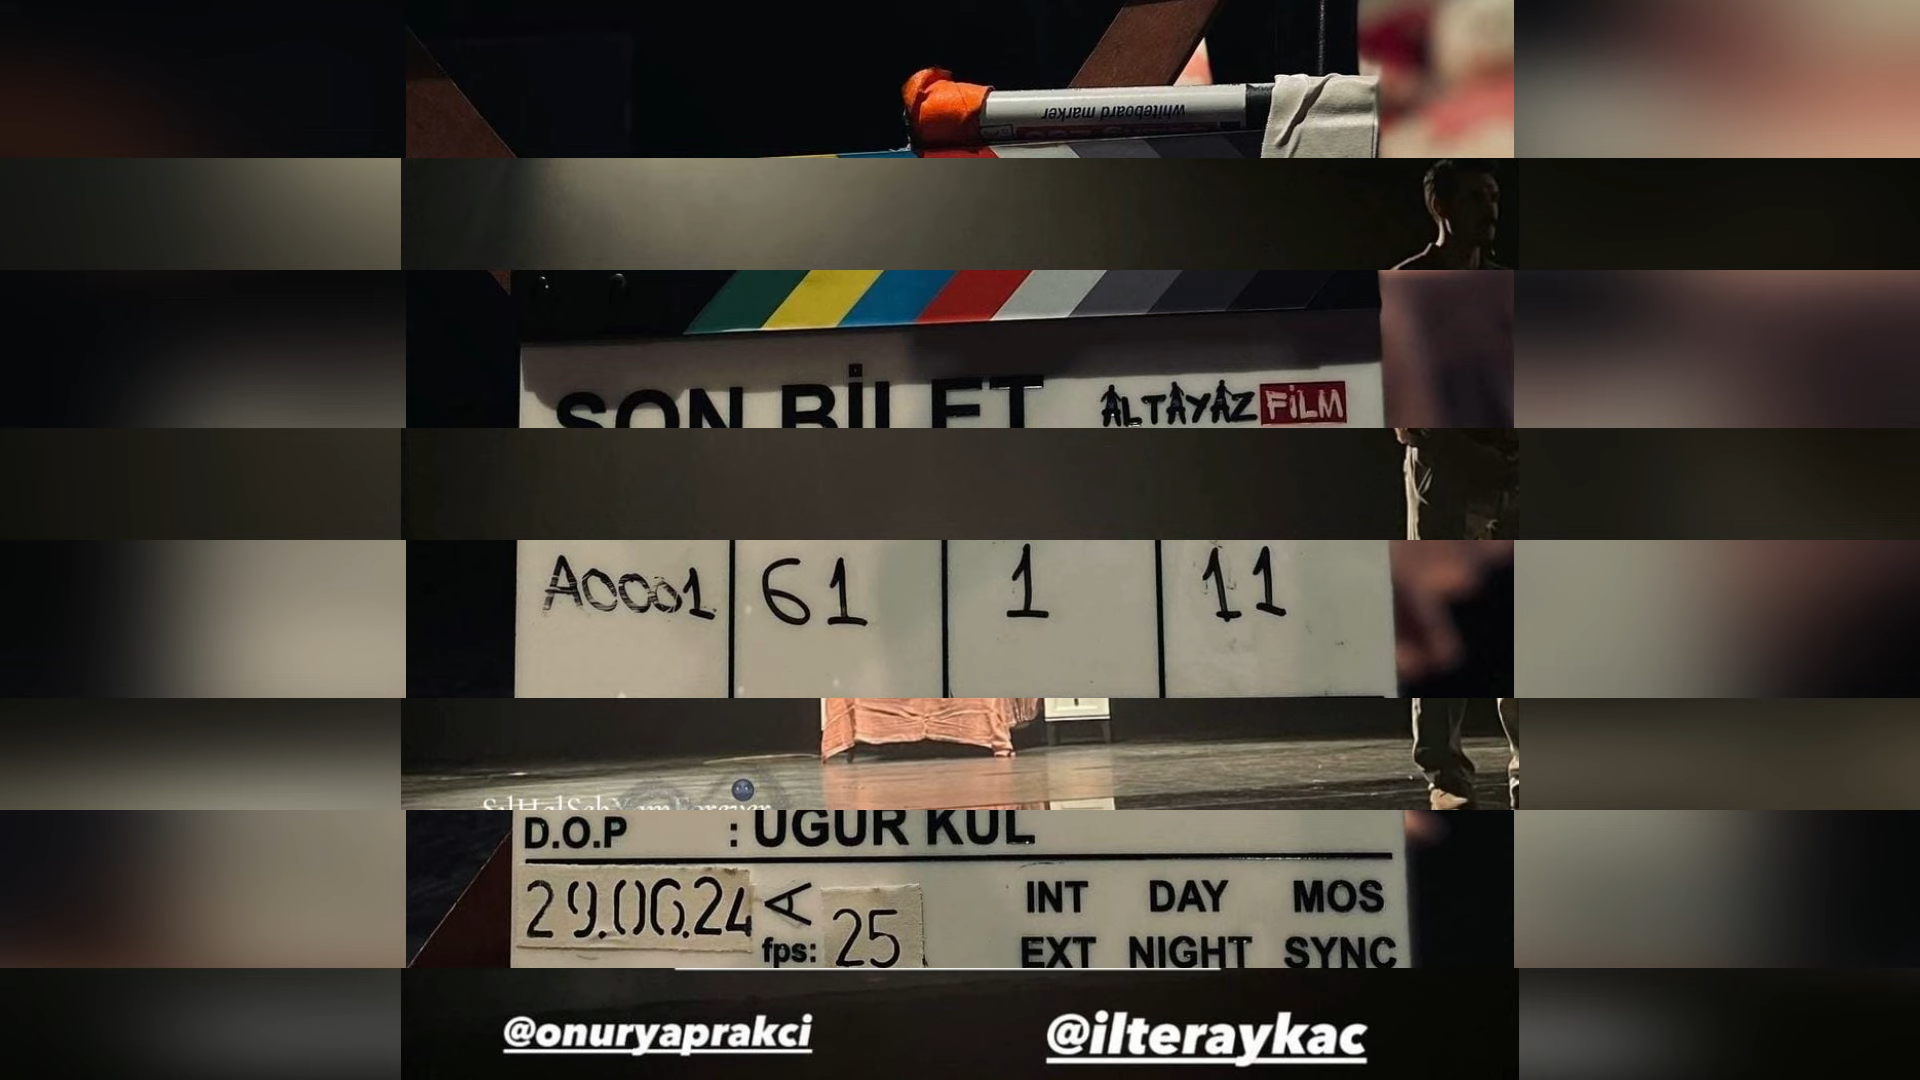 whiteboard marker
SON BİLET
ALTAYAZ FİLM
A0001 61 1 11
D.O.P : UĞUR KUL
29.06.24 A
fps: 25
INT DAY MOS
EXT NIGHT SYNC
@onuryaprakci @ilteraykac